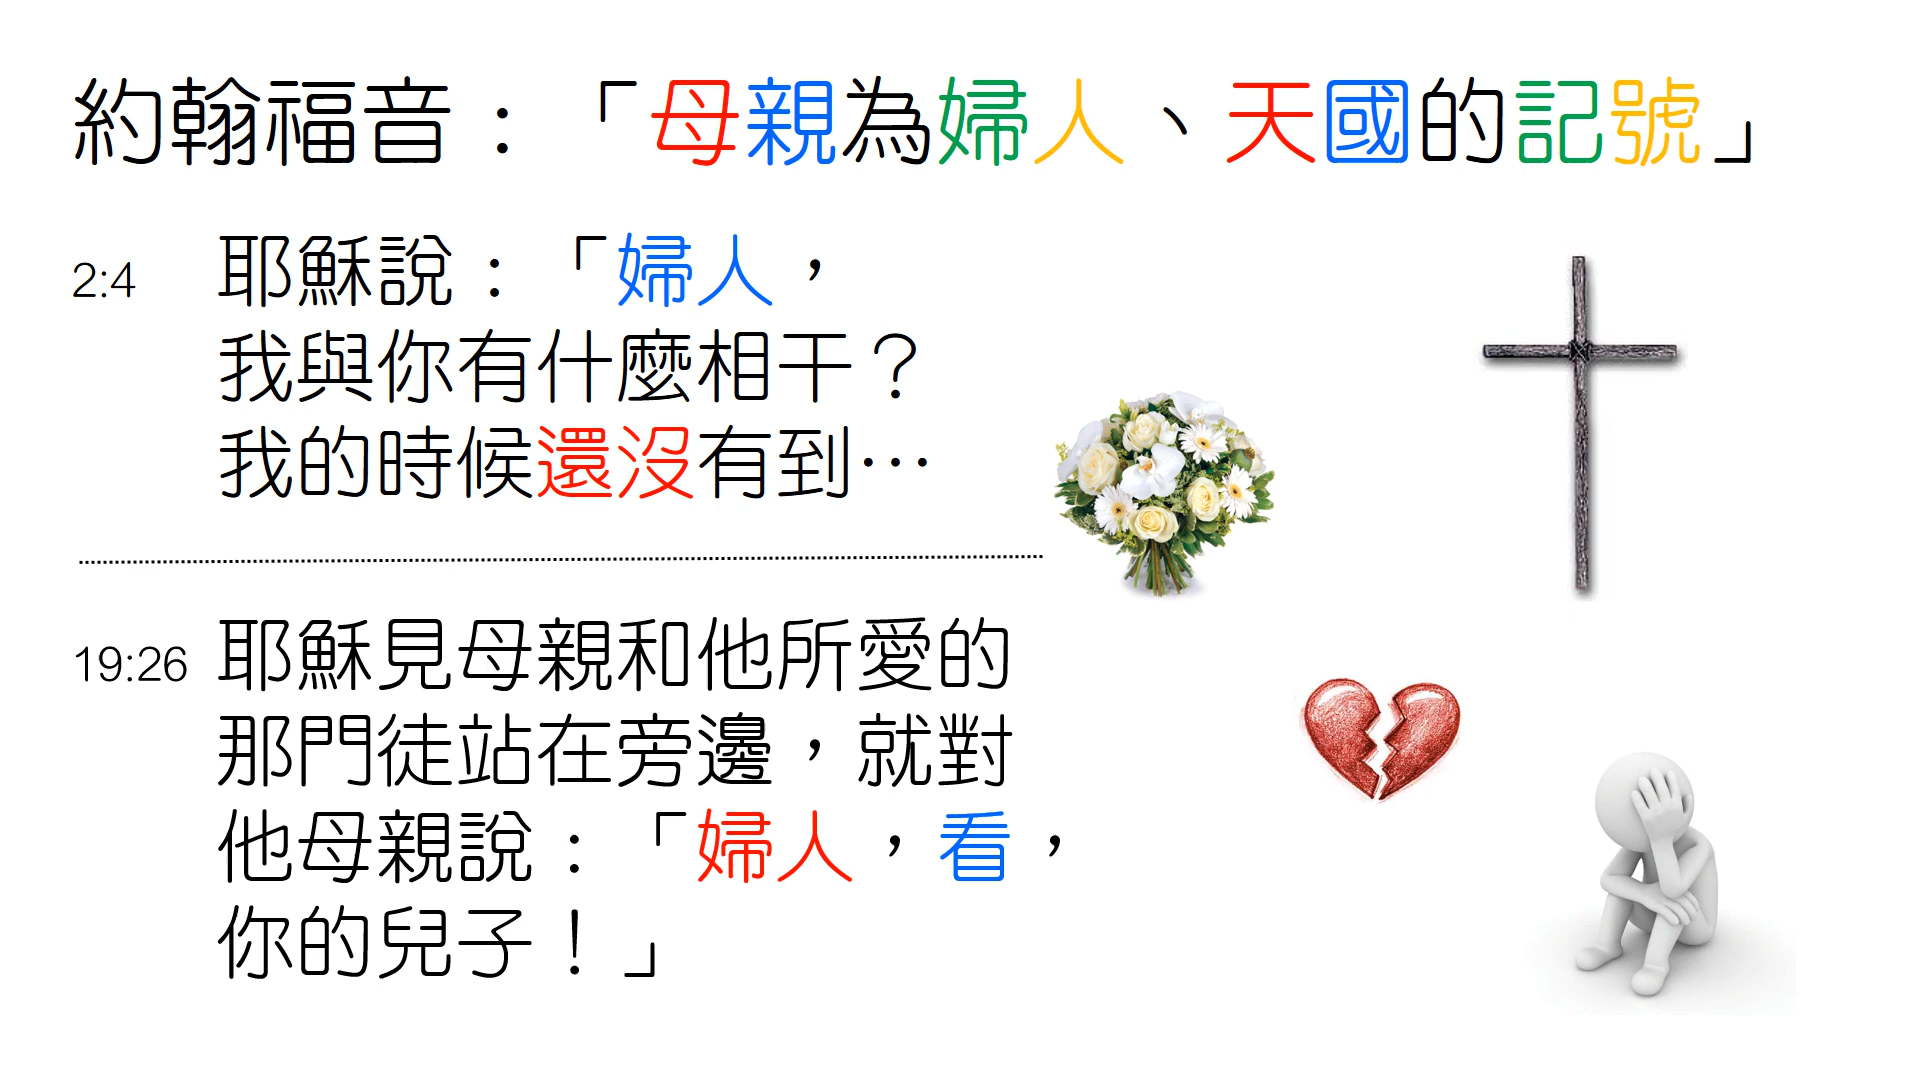 約翰福音：「母親為婦人、天國的記號」
2:4 耶穌說：「婦人，
我與你有什麼相干？
我的時候還沒有到…
19:26 耶穌見母親和他所愛的
那門徒站在旁邊，就對
他母親說：「婦人，看，
你的兒子！」